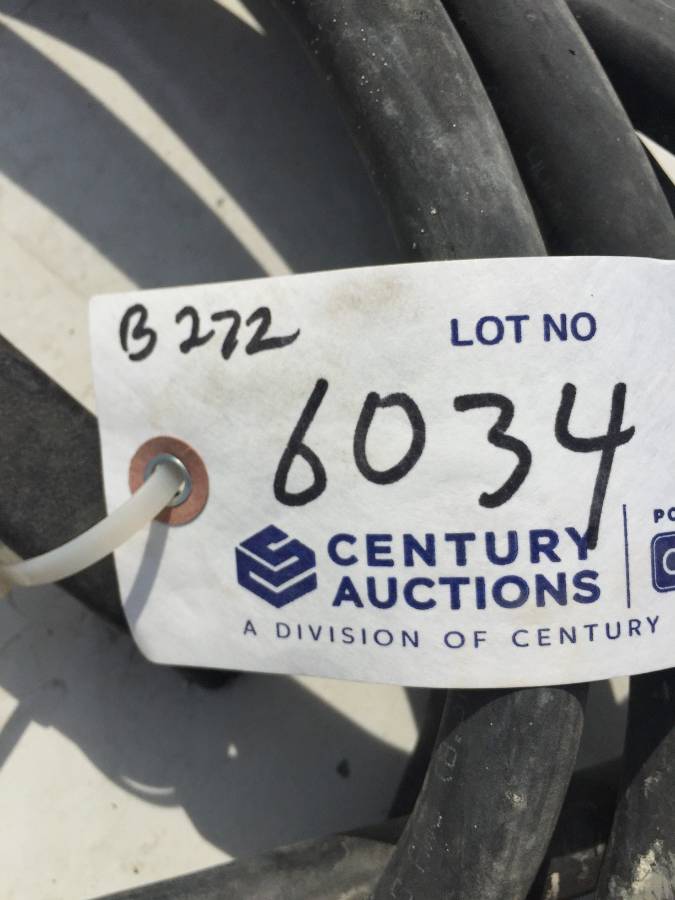 B 272
LOT NO
6034
CENTURY
AUCTIONS
A DIVISION OF CENTURY